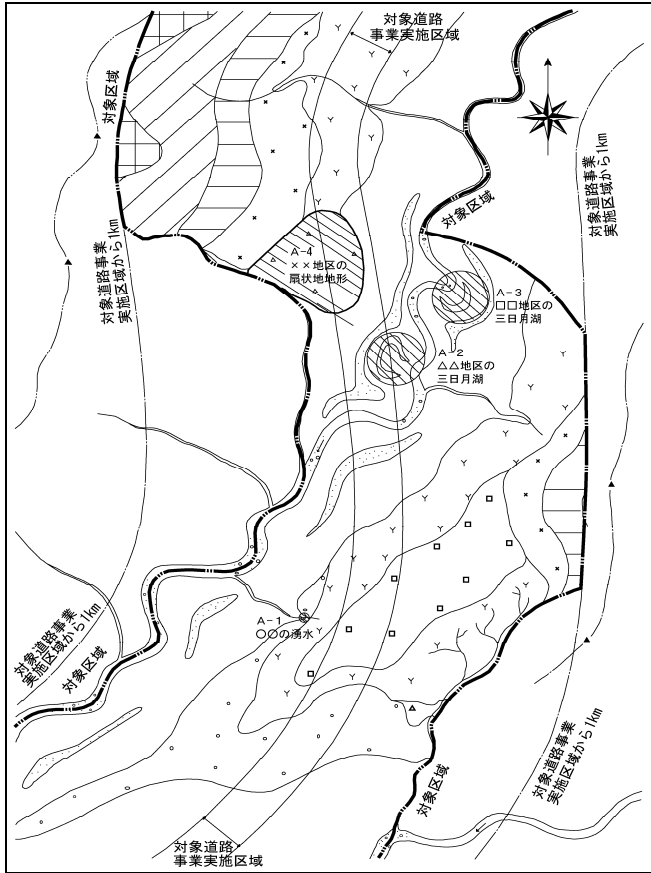 対象道路
事業実施区域
対象区域
対象道路事業
実施区域から1km
対象区域
対象道路事業
実施区域から1km
A-4
××地区の
扇状地地形
A-3
□□地区の
三日月湖
A-2
△△地区の
三日月湖
A-1
○○の湧水
対象道路事業
実施区域から1km
対象区域
対象道路事業
実施区域から1km
対象区域
対象道路
事業実施区域